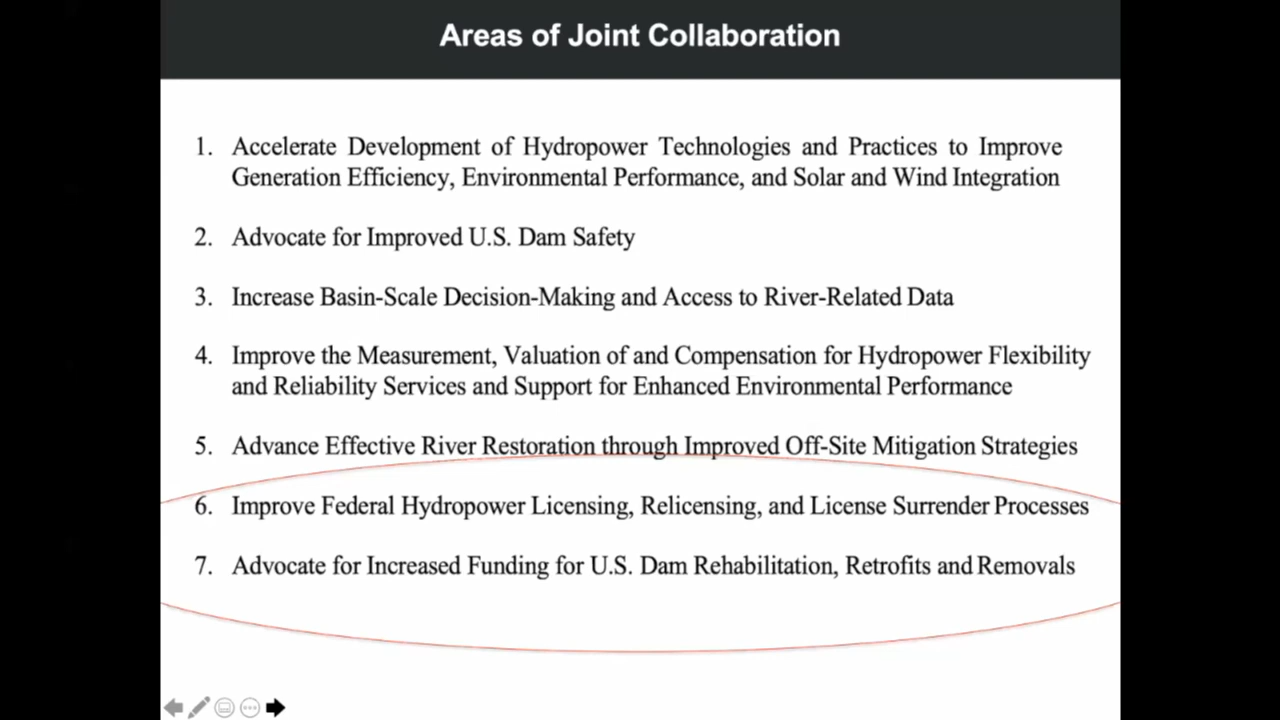 Areas of Joint Collaboration
1. Accelerate Development of Hydropower Technologies and Practices to Improve
Generation Efficiency, Environmental Performance, and Solar and Wind Integration
2. Advocate for Improved U.S. Dam Safety
3. Increase Basin-Scale Decision-Making and Access to River-Related Data
4. Improve the Measurement, Valuation of and Compensation for Hydropower Flexibility
and Reliability Services and Support for Enhanced Environmental Performance
5. Advance Effective River Restoration through Improved Off-Site Mitigation Strategies
6. Improve Federal Hydropower Licensing, Relicensing, and License Surrender Processes
7. Advocate for Increased Funding for U.S. Dam Rehabilitation, Retrofits and Removals